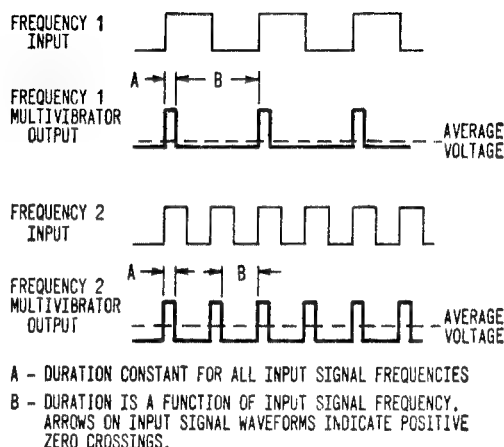 FREQUENCY 1
INPUT
A B
FREQUENCY 1
MULTIVIBRATOR
OUTPUT
AVERAGE
VOLTAGE
FREQUENCY 2
INPUT
A B
FREQUENCY 2
MULTIVIBRATOR
OUTPUT
AVERAGE
VOLTAGE
A - DURATION CONSTANT FOR ALL INPUT SIGNAL FREQUENCIES
B - DURATION IS A FUNCTION OF INPUT SIGNAL FREQUENCY.
ARROWS ON INPUT SIGNAL WAVEFORMS INDICATE POSITIVE
ZERO CROSSINGS.